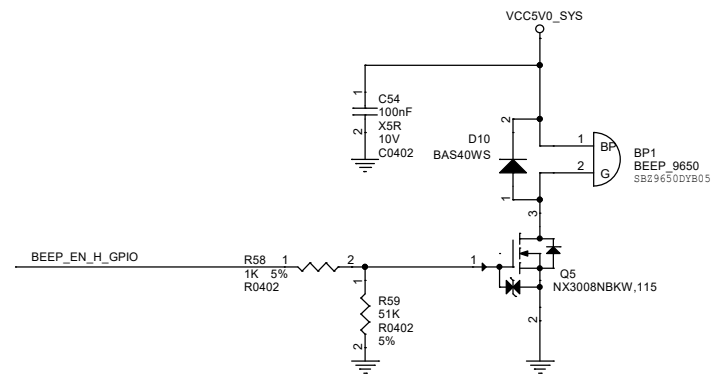 VCC5V0_SYS
1
C54
100nF
X5R
10V
C0402
2
2
D10
BAS40WS
1
1
BP
2
G
BP1
BEEP_9650
SBZ9650DYB05
3
BEEP_EN_H_GPIO
R58
1K 5%
R0402
1
2
1
Q5
NX3008NBKW,115
2
1
R59
51K
R0402
5%
2